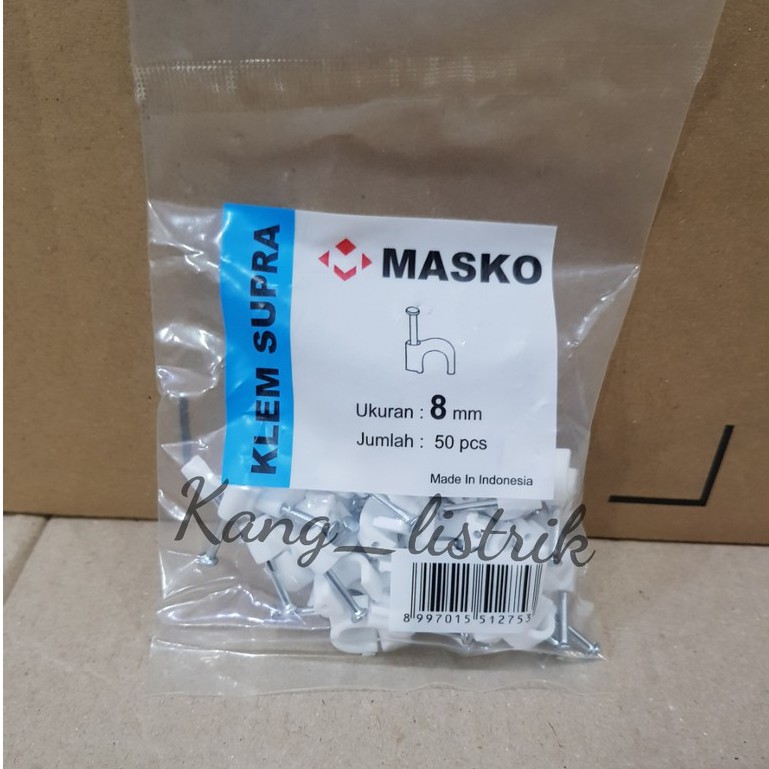 KLEM SUPRA
MASKO
Ukuran : 8 mm
Jumlah : 50 pcs
Made In Indonesia
Kang_listrik
8 997015 512753